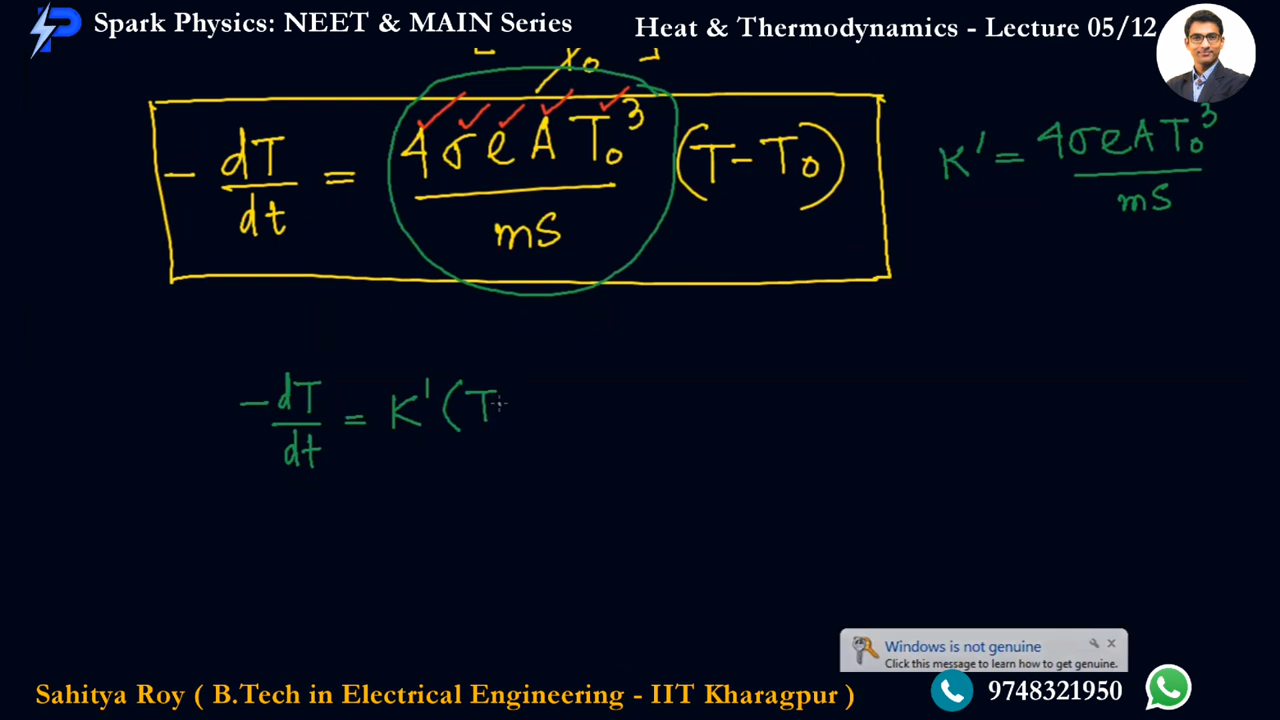 Spark Physics: NEET & MAIN Series
Heat & Thermodynamics - Lecture 05/12
- dT/dt = 4σeAT₀³/mS (T-T₀)
K' = 4σeAT₀³/mS
-dT/dt = K'(T
Windows is not genuine
Click this message to learn how to get genuine.
Sahitya Roy ( B.Tech in Electrical Engineering - IIT Kharagpur )
9748321950